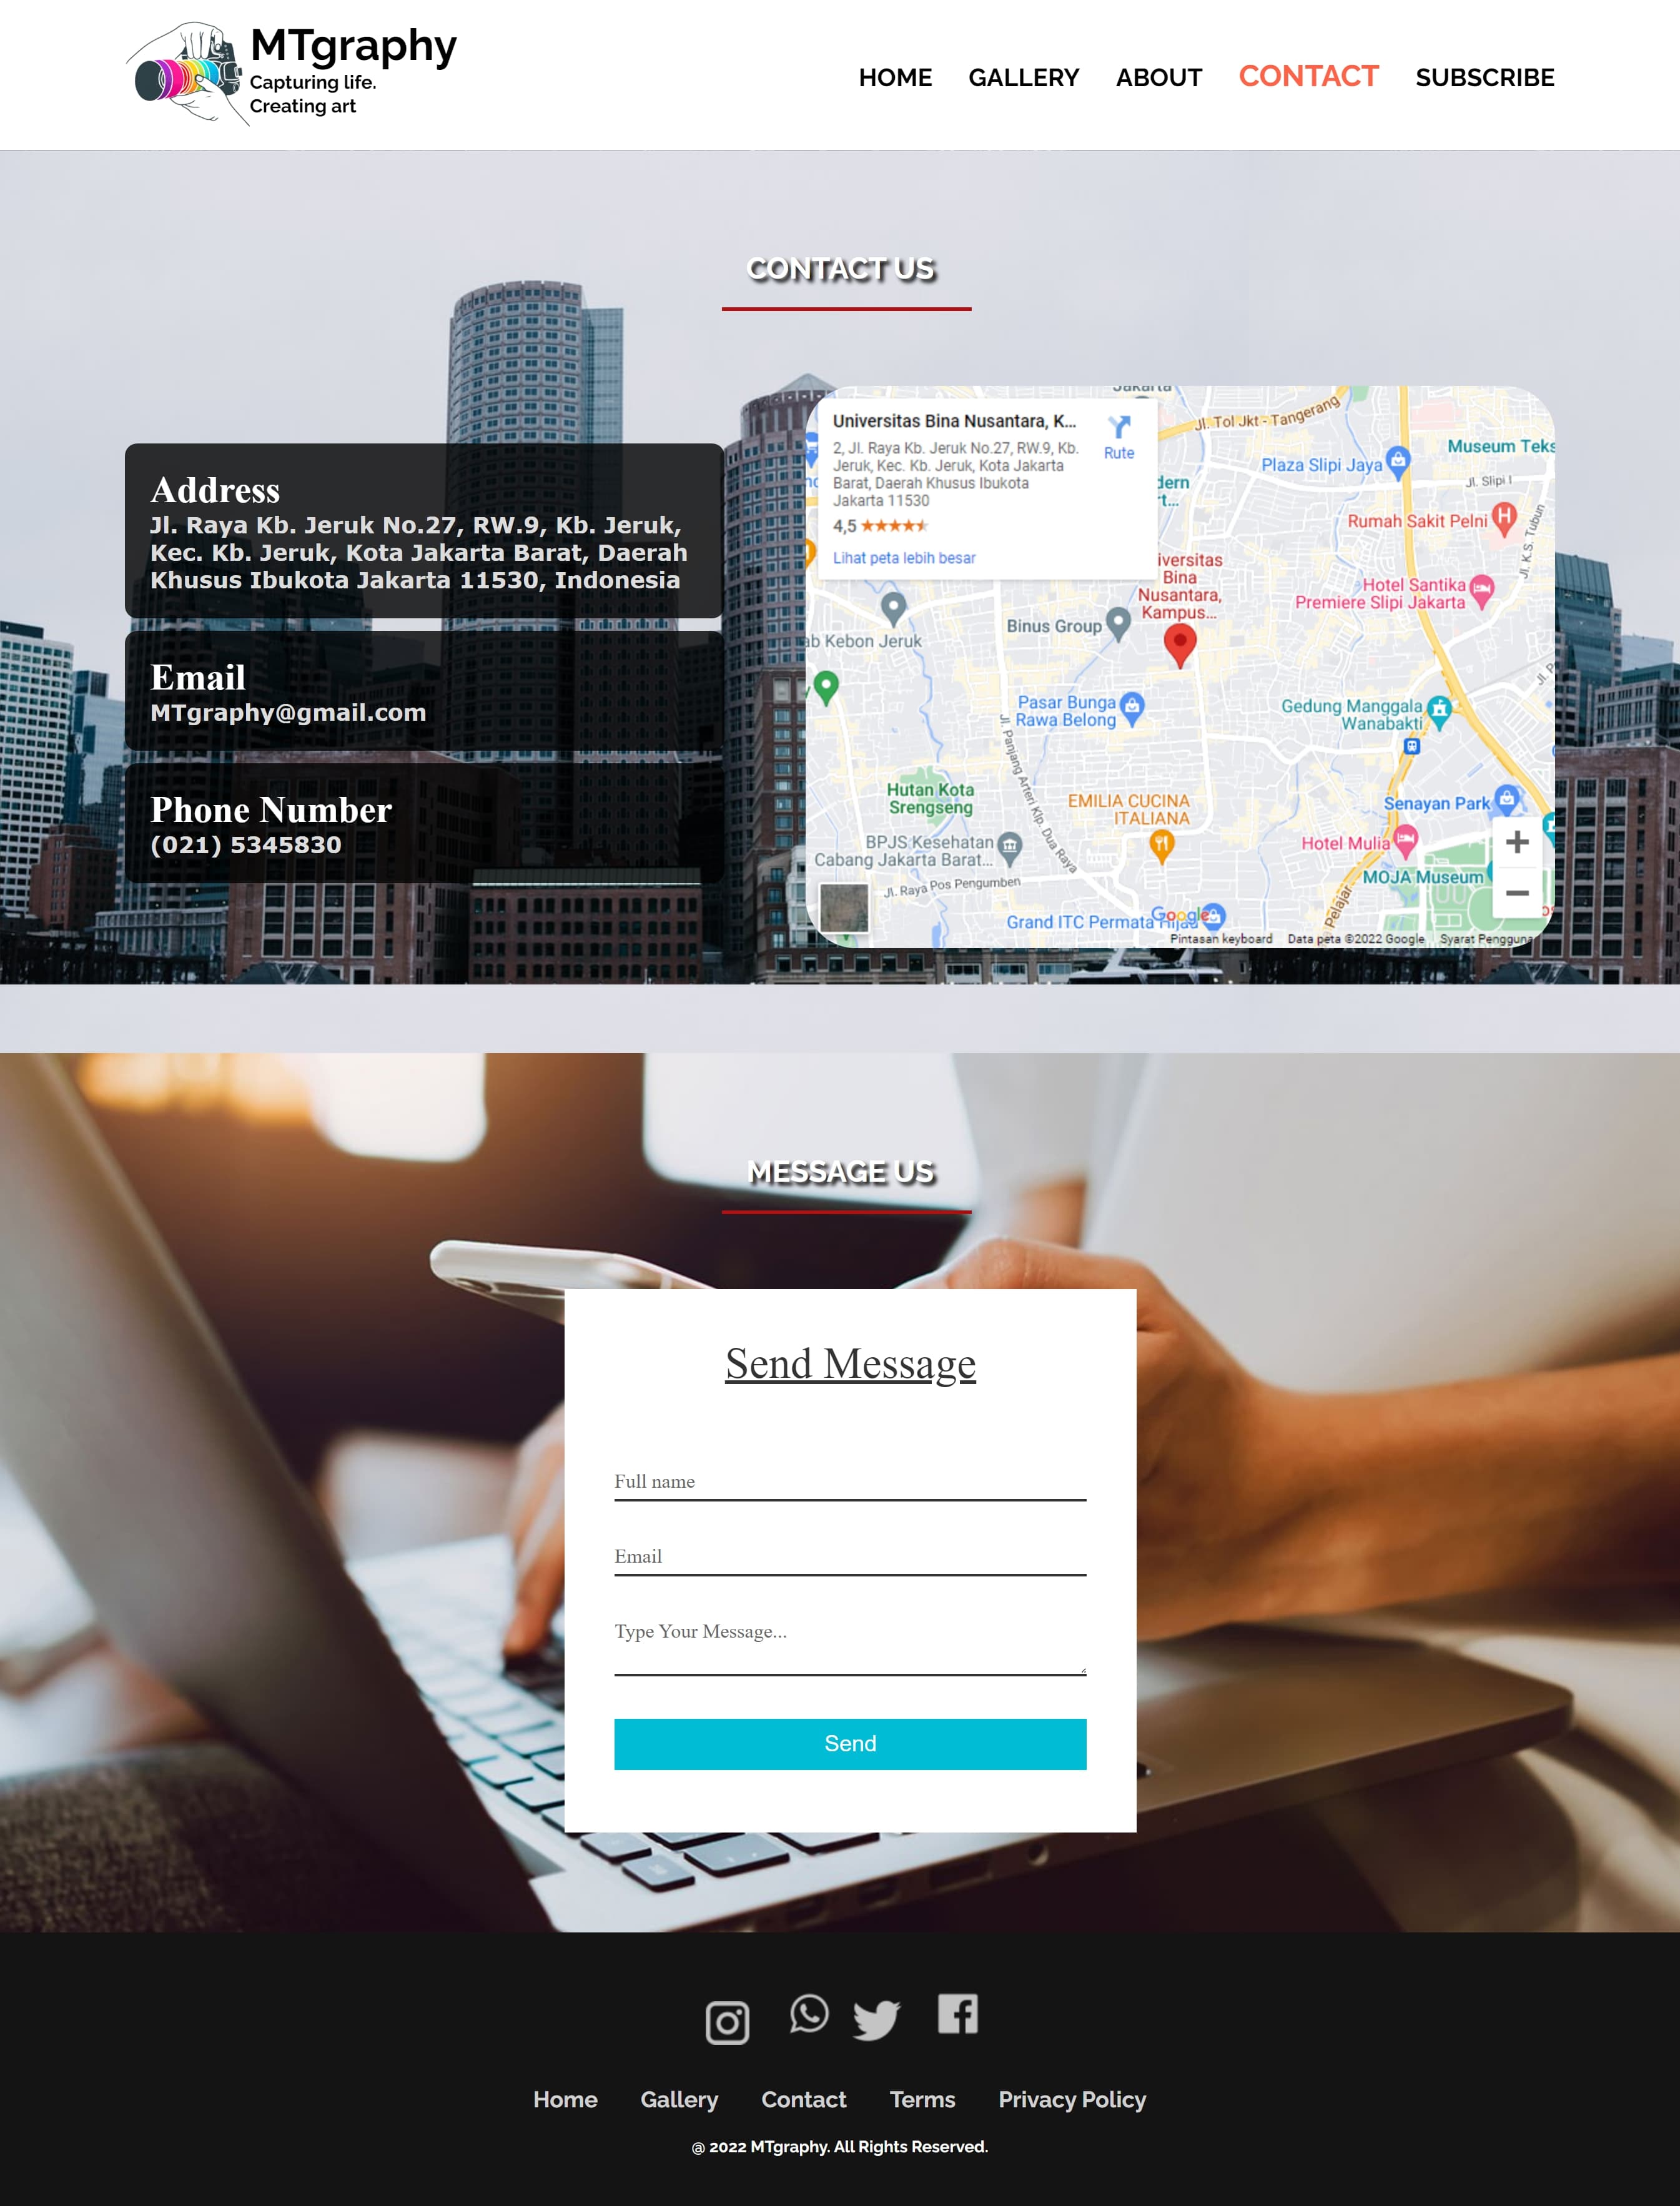 MTgraphy
Capturing life.
Creating art
HOME GALLERY ABOUT CONTACT SUBSCRIBE
CONTACT US
Address
Jl. Raya Kb. Jeruk No.27, RW.9, Kb. Jeruk,
Kec. Kb. Jeruk, Kota Jakarta Barat, Daerah
Khusus Ibukota Jakarta 11530, Indonesia
Email
MTgraphy@gmail.com
Phone Number
(021) 5345830
Jakarta
Universitas Bina Nusantara, K...
2, Jl. Raya Kb. Jeruk No.27, RW.9, Kb.
Jeruk, Kec. Kb. Jeruk, Kota Jakarta
Barat, Daerah Khusus Ibukota
Jakarta 11530
4,5
Lihat peta lebih besar
Rute
Jl. Tol Jkt - Tangerang
Museum Teks
Plaza Slipi Jaya
Jl. Slipi I
dern
t...
Rumah Sakit Pelni
Jl. K.S. Tubun
iversitas
Bina
Nusantara,
Kampus...
Hotel Santika
Premiere Slipi Jakarta
Binus Group
ab Kebon Jeruk
Pasar Bunga
Rawa Belong
Gedung Manggala
Wanabakti
Jl. Panjang Arteri Klp. Dua Raya
Hutan Kota
Srengseng
EMILIA CUCINA
ITALIANA
Senayan Park
BPJS Kesehatan
Cabang Jakarta Barat...
Hotel Mulia
MOJA Museum
Jl. Raya Pos Pengumben
Pelajar
Grand ITC Permata Hijau
Google
Pintasan keyboard Data peta ©2022 Google Syarat Pengguna
MESSAGE US
Send Message
Full name
Email
Type Your Message...
Send
Home Gallery Contact Terms Privacy Policy
@ 2022 MTgraphy. All Rights Reserved.